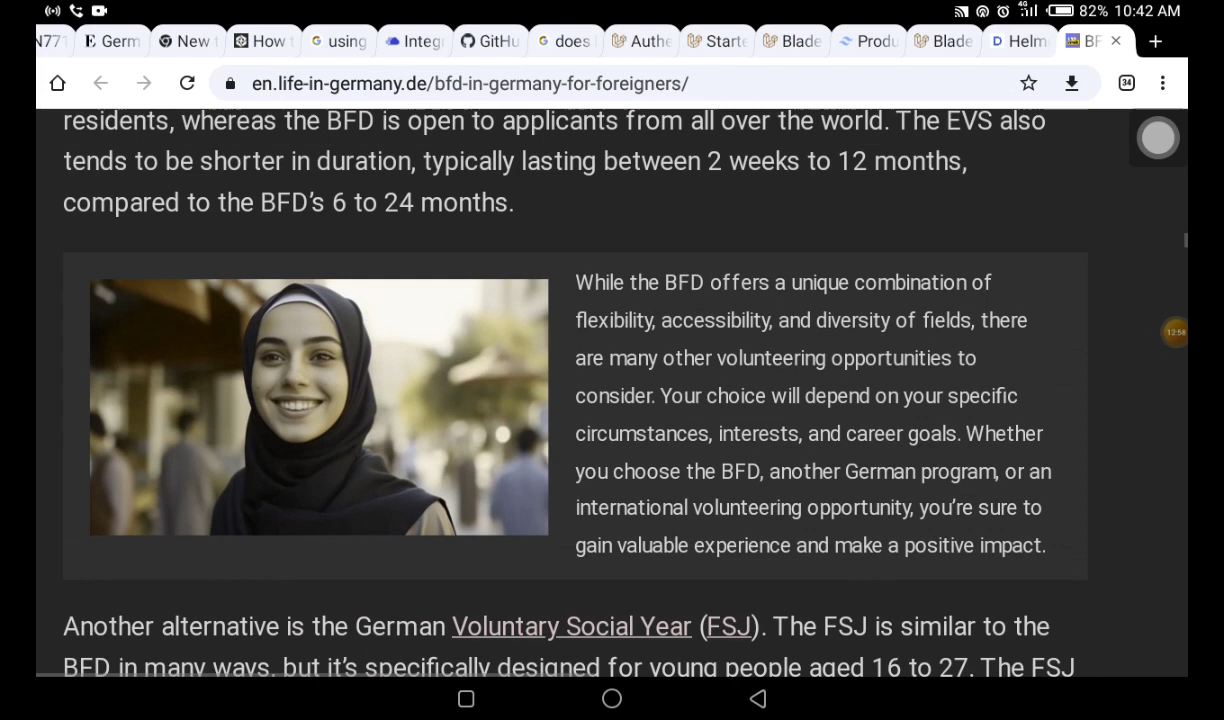 82% 10:42 AM
N771
Germ
New t
How t
using
Integr
GitHu
does
Authe
Starte
Blade
Produ
Blade
Helm
BF
en.life-in-germany.de/bfd-in-germany-for-foreigners/
34
residents, whereas the BFD is open to applicants from all over the world. The EVS also
tends to be shorter in duration, typically lasting between 2 weeks to 12 months,
compared to the BFD’s 6 to 24 months.
12:58
While the BFD offers a unique combination of
flexibility, accessibility, and diversity of fields, there
are many other volunteering opportunities to
consider. Your choice will depend on your specific
circumstances, interests, and career goals. Whether
you choose the BFD, another German program, or an
international volunteering opportunity, you’re sure to
gain valuable experience and make a positive impact.
Another alternative is the German Voluntary Social Year (FSJ). The FSJ is similar to the
BFD in many ways, but it’s specifically designed for young people aged 16 to 27. The FSJ